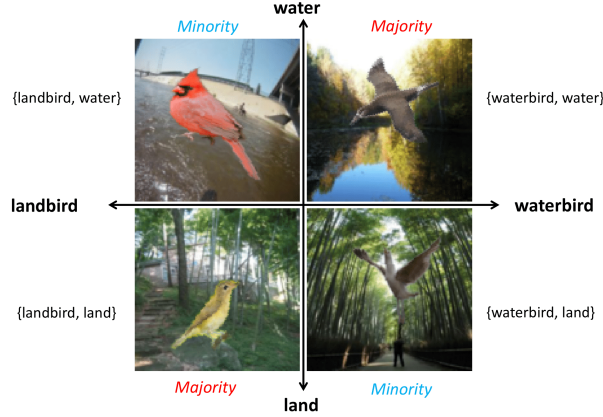 water
Minority
Majority
{landbird, water}
{waterbird, water}
landbird
waterbird
{landbird, land}
{waterbird, land}
Majority
Minority
land